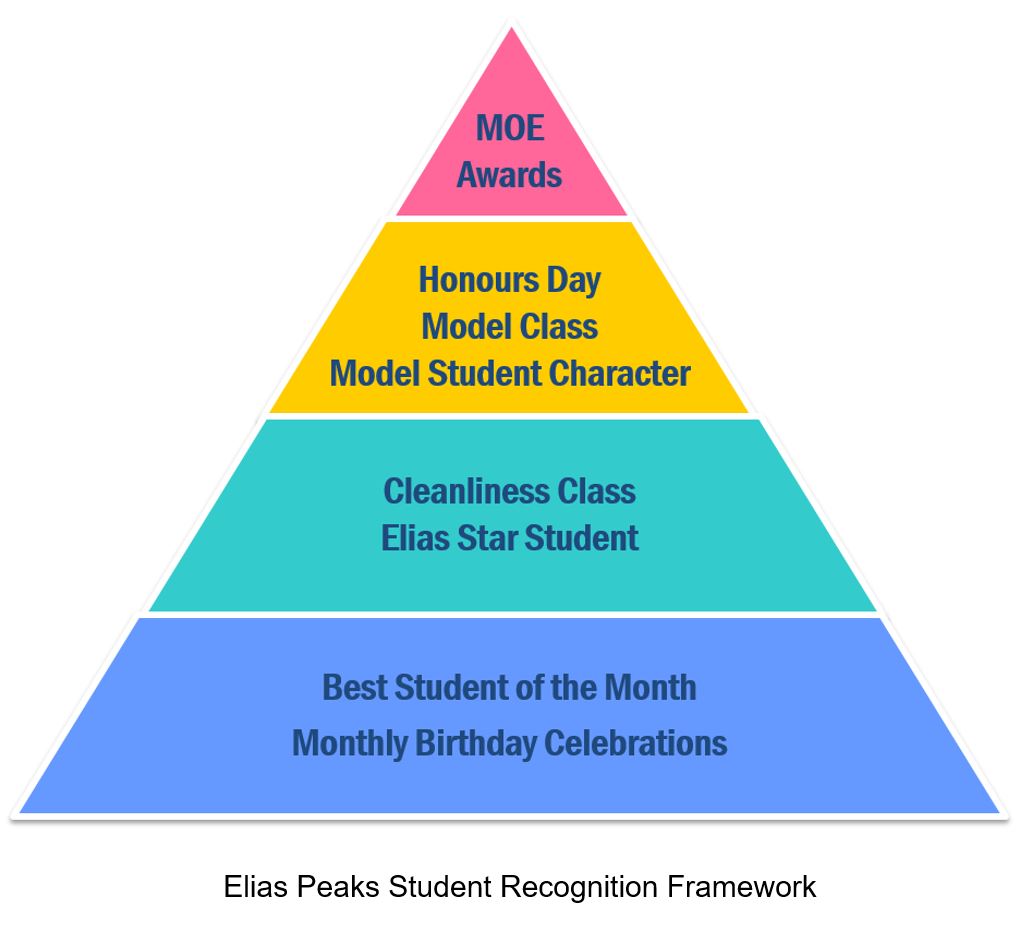 MOE
Awards
Honours Day
Model Class
Model Student Character
Cleanliness Class
Elias Star Student
Best Student of the Month
Monthly Birthday Celebrations
Elias Peaks Student Recognition Framework